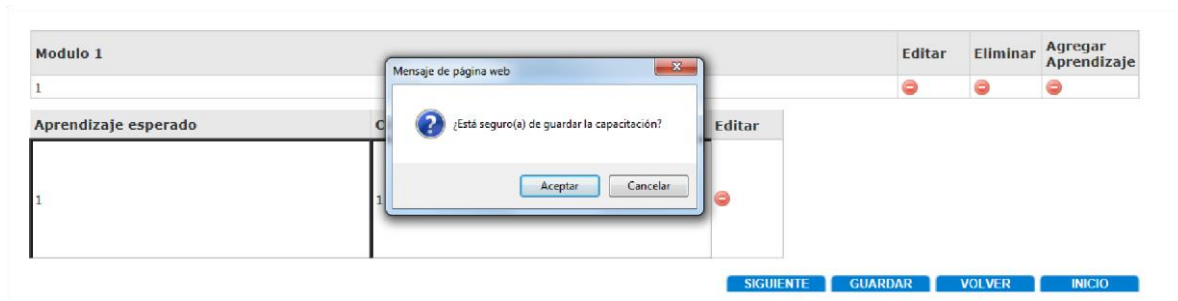 Modulo 1
Editar
Eliminar
Agregar
Aprendizaje
1
Mensaje de página web
¿Está seguro(a) de guardar la capacitación?
Aceptar
Cancelar
Aprendizaje esperado
C
Editar
1
1
SIGUIENTE
GUARDAR
VOLVER
INICIO